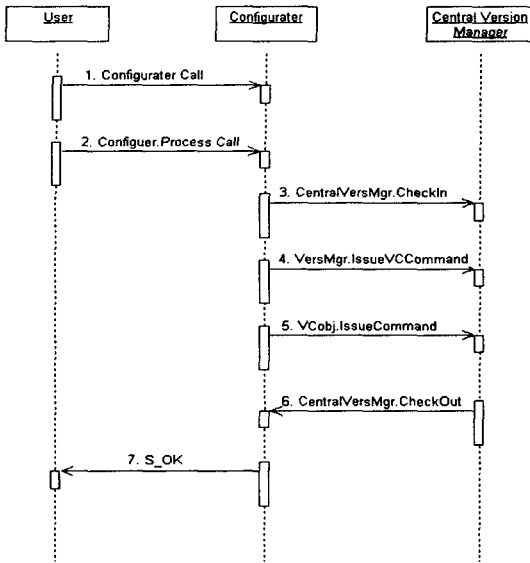 User
Configurater
Central Version
Manager
1. Configurater Call
2. Configuer.Process Call
3. CentralVersMgr.CheckIn
4. VersMgr.IssueVCCommand
5. VCobj.IssueCommand
6. CentralVersMgr.CheckOut
7. S_OK